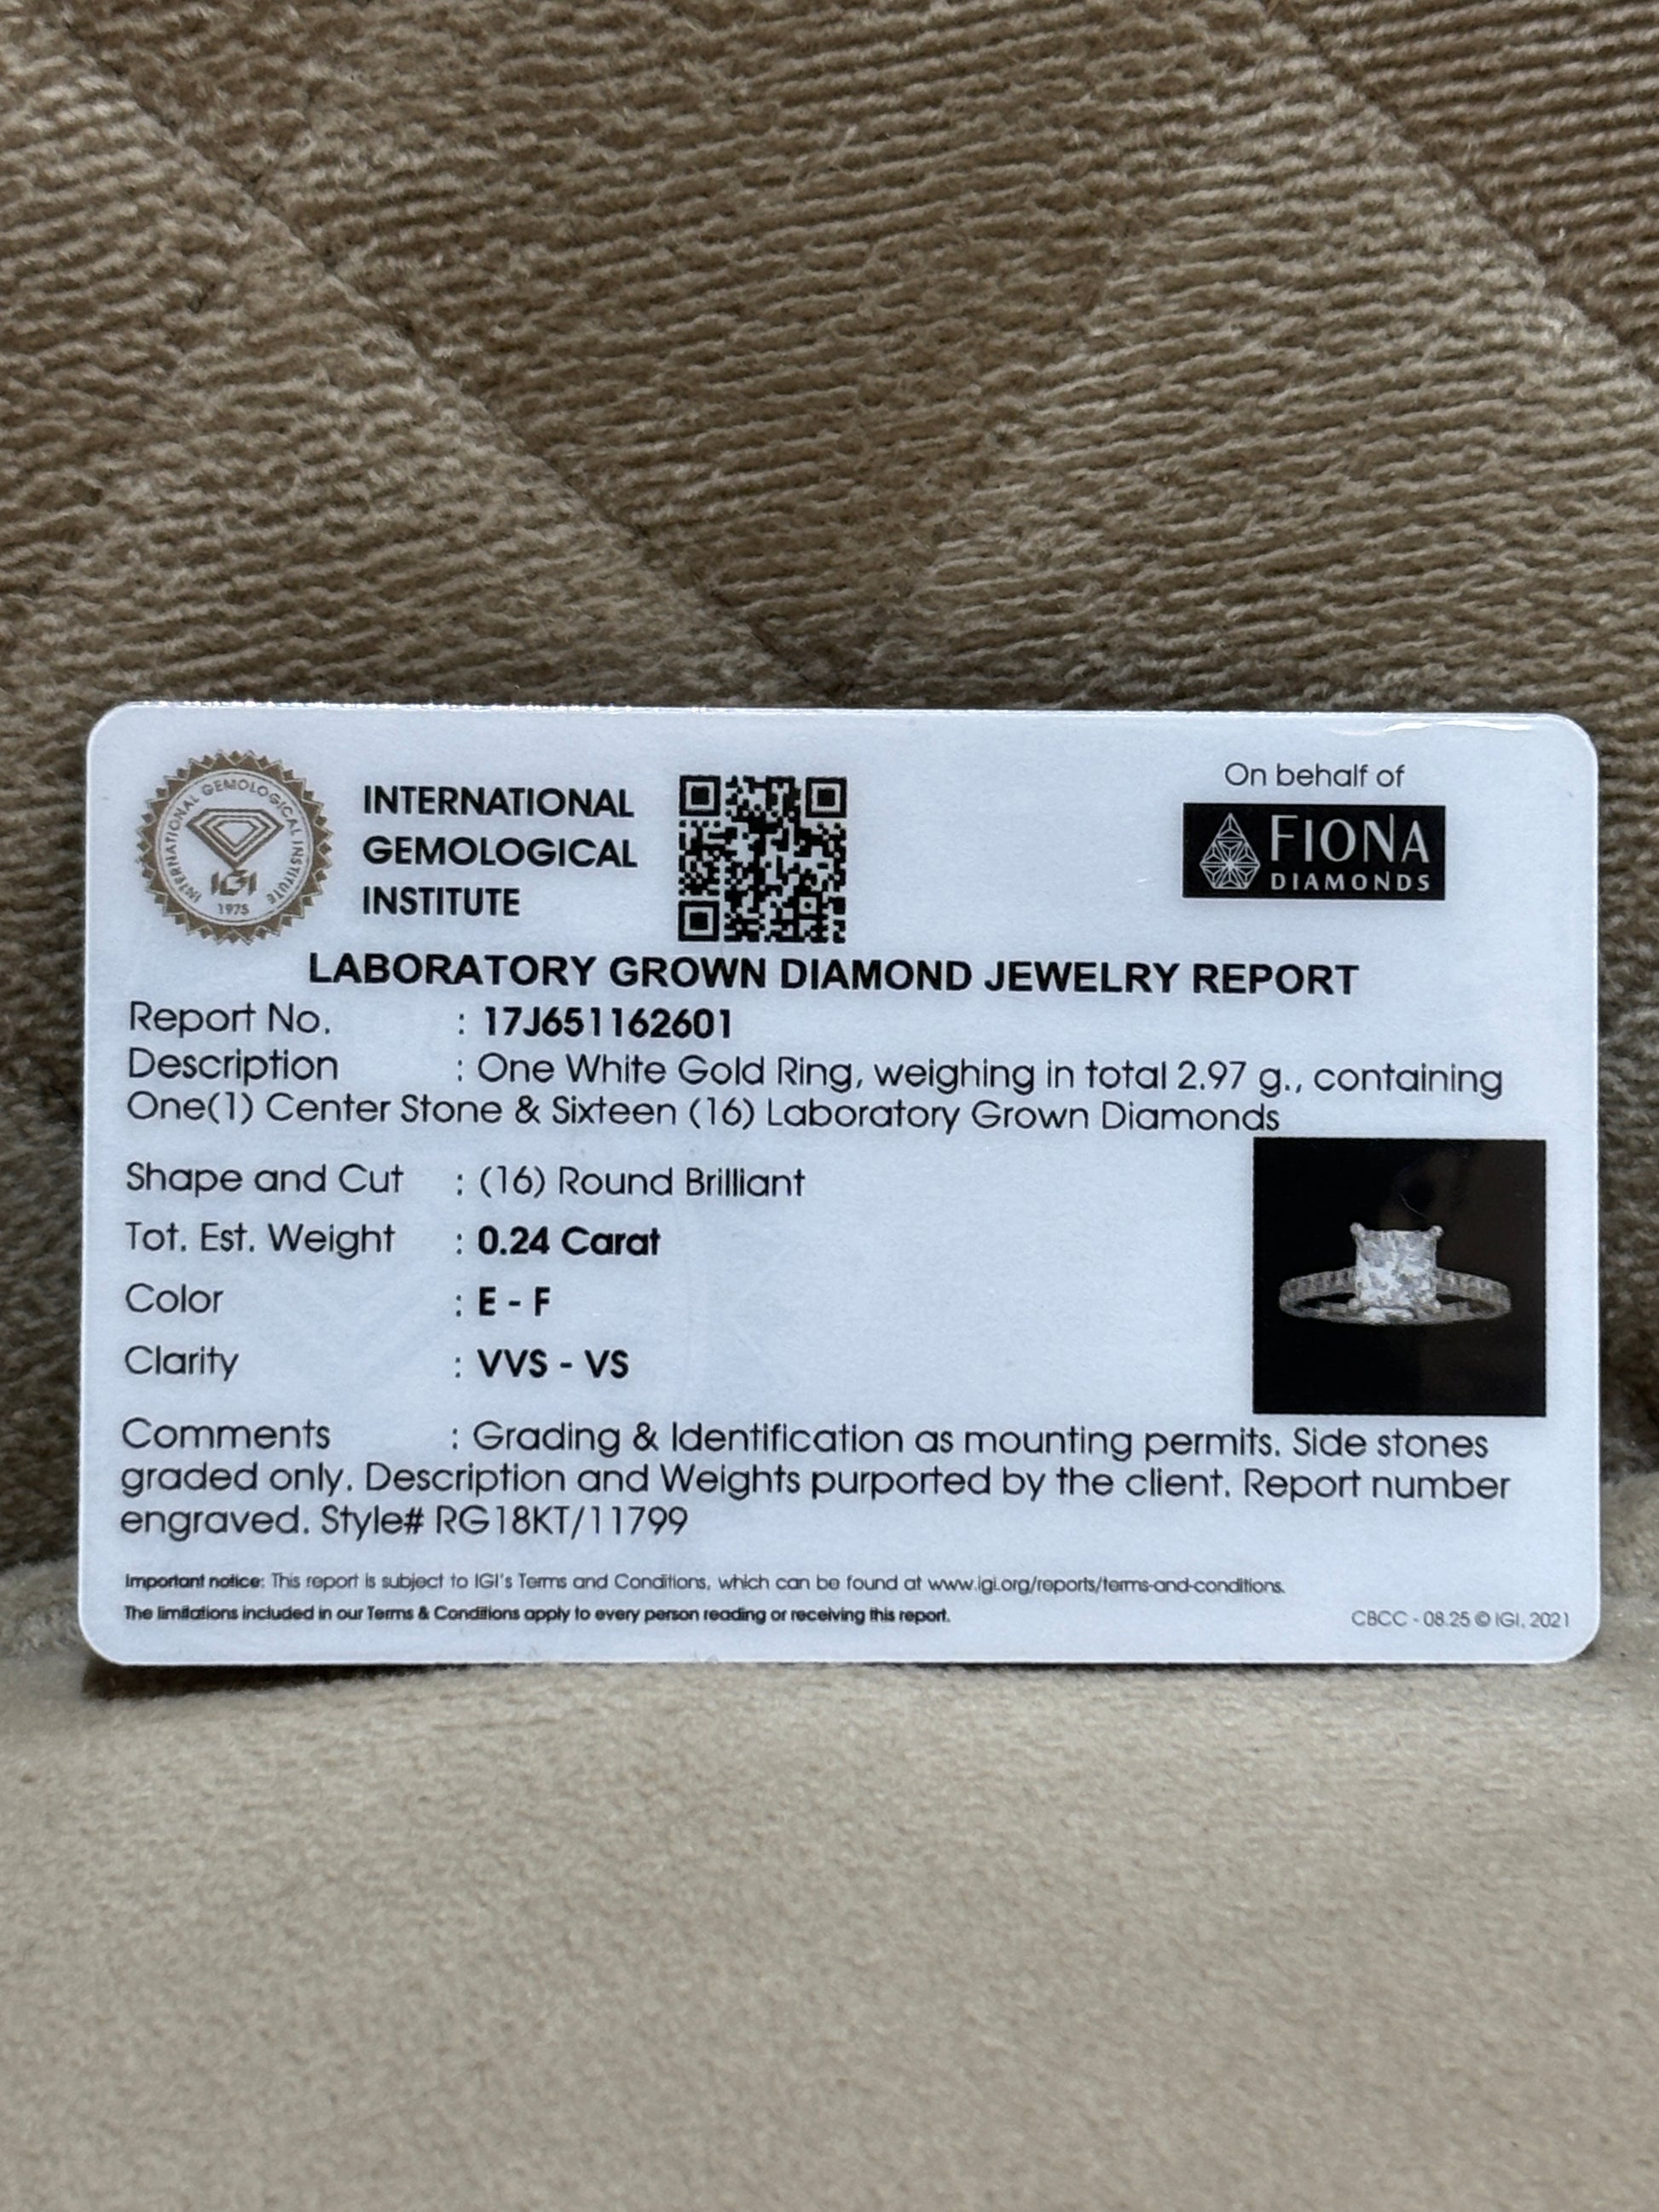 INTERNATIONAL GEMOLOGICAL INSTITUTE
IGI
1975
INTERNATIONAL
GEMOLOGICAL
INSTITUTE
On behalf of
FIONA
DIAMONDS
LABORATORY GROWN DIAMOND JEWELRY REPORT
Report No. : 17J651162601
Description : One White Gold Ring, weighing in total 2.97 g., containing
One(1) Center Stone & Sixteen (16) Laboratory Grown Diamonds
Shape and Cut : (16) Round Brilliant
Tot. Est. Weight : 0.24 Carat
Color : E - F
Clarity : VVS - VS
Comments : Grading & Identification as mounting permits. Side stones
graded only. Description and Weights purported by the client. Report number
engraved. Style# RG18KT/11799
Important notice: This report is subject to IGI's Terms and Conditions, which can be found at www.igi.org/reports/terms-and-conditions.
The limitations included in our Terms & Conditions apply to every person reading or receiving this report.
CBCC - 08.25 © IGI, 2021